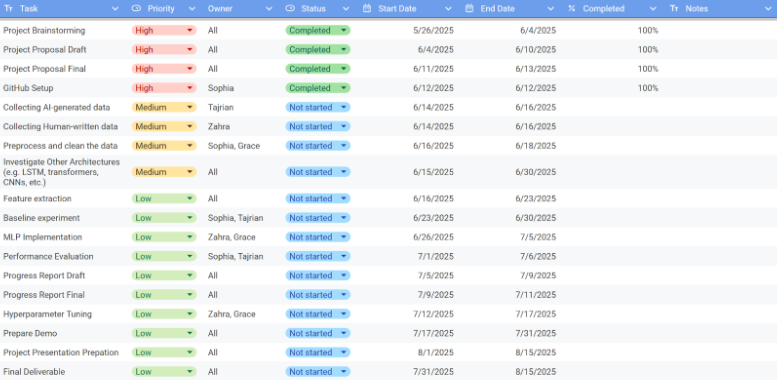 Task Priority Owner Status Start Date End Date Completed Notes
Project Brainstorming High All Completed 5/26/2025 6/4/2025 100%
Project Proposal Draft High All Completed 6/4/2025 6/10/2025 100%
Project Proposal Final High All Completed 6/11/2025 6/13/2025 100%
GitHub Setup High Sophia Completed 6/12/2025 6/12/2025 100%
Collecting AI-generated data Medium Tajrian Not started 6/14/2025 6/16/2025
Collecting Human-written data Medium Zahra Not started 6/14/2025 6/16/2025
Preprocess and clean the data Medium Sophia, Grace Not started 6/16/2025 6/18/2025
Investigate Other Architectures
(e.g. LSTM, transformers, Medium All Not started 6/15/2025 6/30/2025
CNNs, etc.)
Feature extraction Low All Not started 6/16/2025 6/23/2025
Baseline experiment Low Sophia, Tajrian Not started 6/23/2025 6/30/2025
MLP Implementation Low Zahra, Grace Not started 6/26/2025 7/5/2025
Performance Evaluation Low Sophia, Tajrian Not started 7/1/2025 7/6/2025
Progress Report Draft Low All Not started 7/5/2025 7/9/2025
Progress Report Final Low All Not started 7/9/2025 7/11/2025
Hyperparameter Tuning Low Zahra, Grace Not started 7/12/2025 7/17/2025
Prepare Demo Low All Not started 7/17/2025 7/31/2025
Project Presentation Prepation Low All Not started 8/1/2025 8/15/2025
Final Deliverable Low All Not started 7/31/2025 8/15/2025